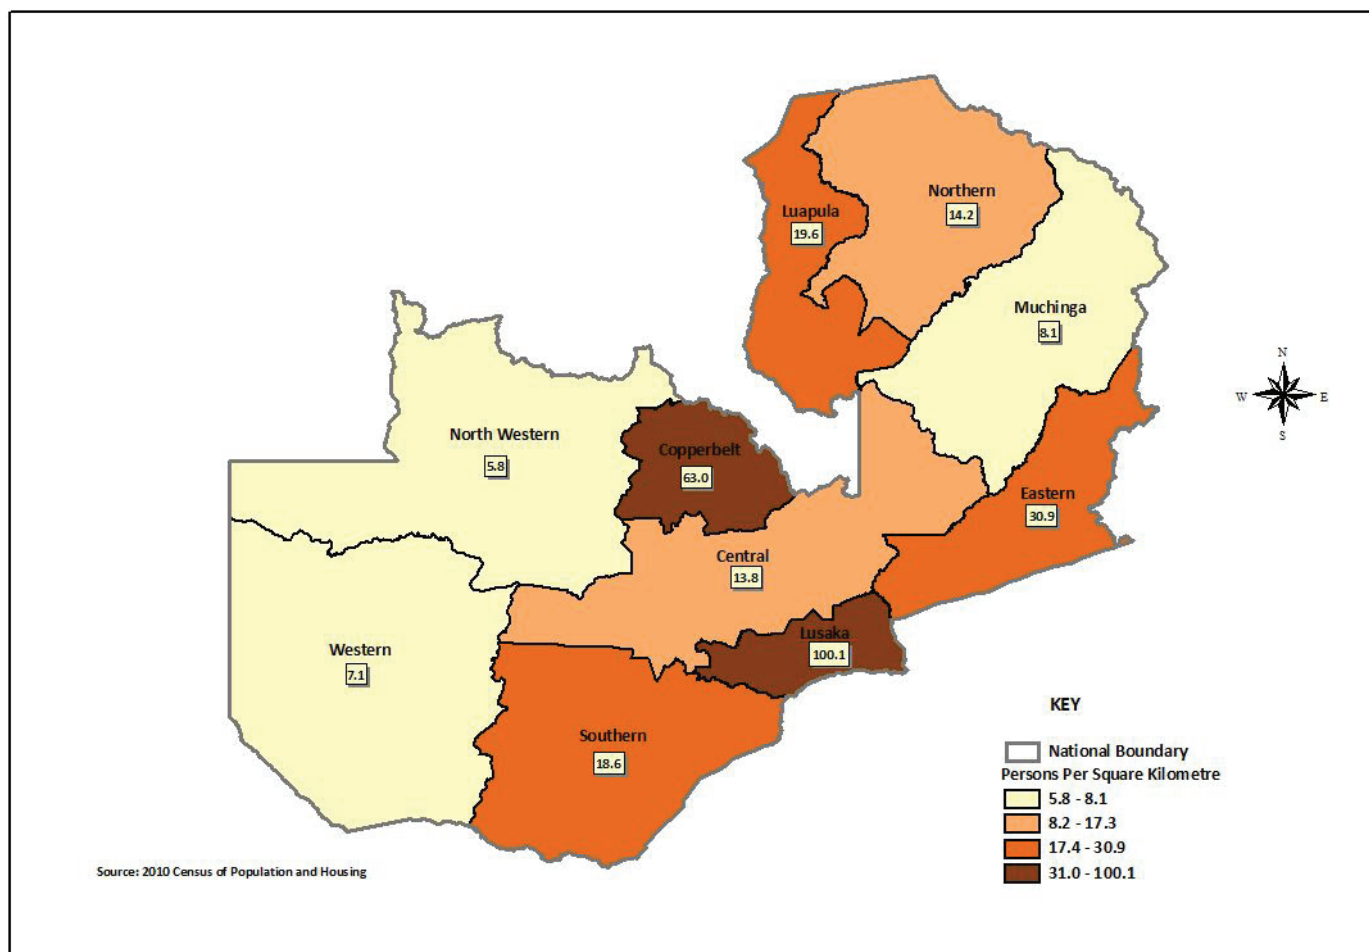 Northern
14.2
Luapula
19.6
Muchinga
8.1
N
W E
S
North Western
5.8
Copperbelt
63.0
Eastern
30.9
Central
13.8
Lusaka
100.1
Western
7.1
Southern
18.6
KEY
National Boundary
Persons Per Square Kilometre
5.8 - 8.1
8.2 - 17.3
17.4 - 30.9
31.0 - 100.1
Source: 2010 Census of Population and Housing